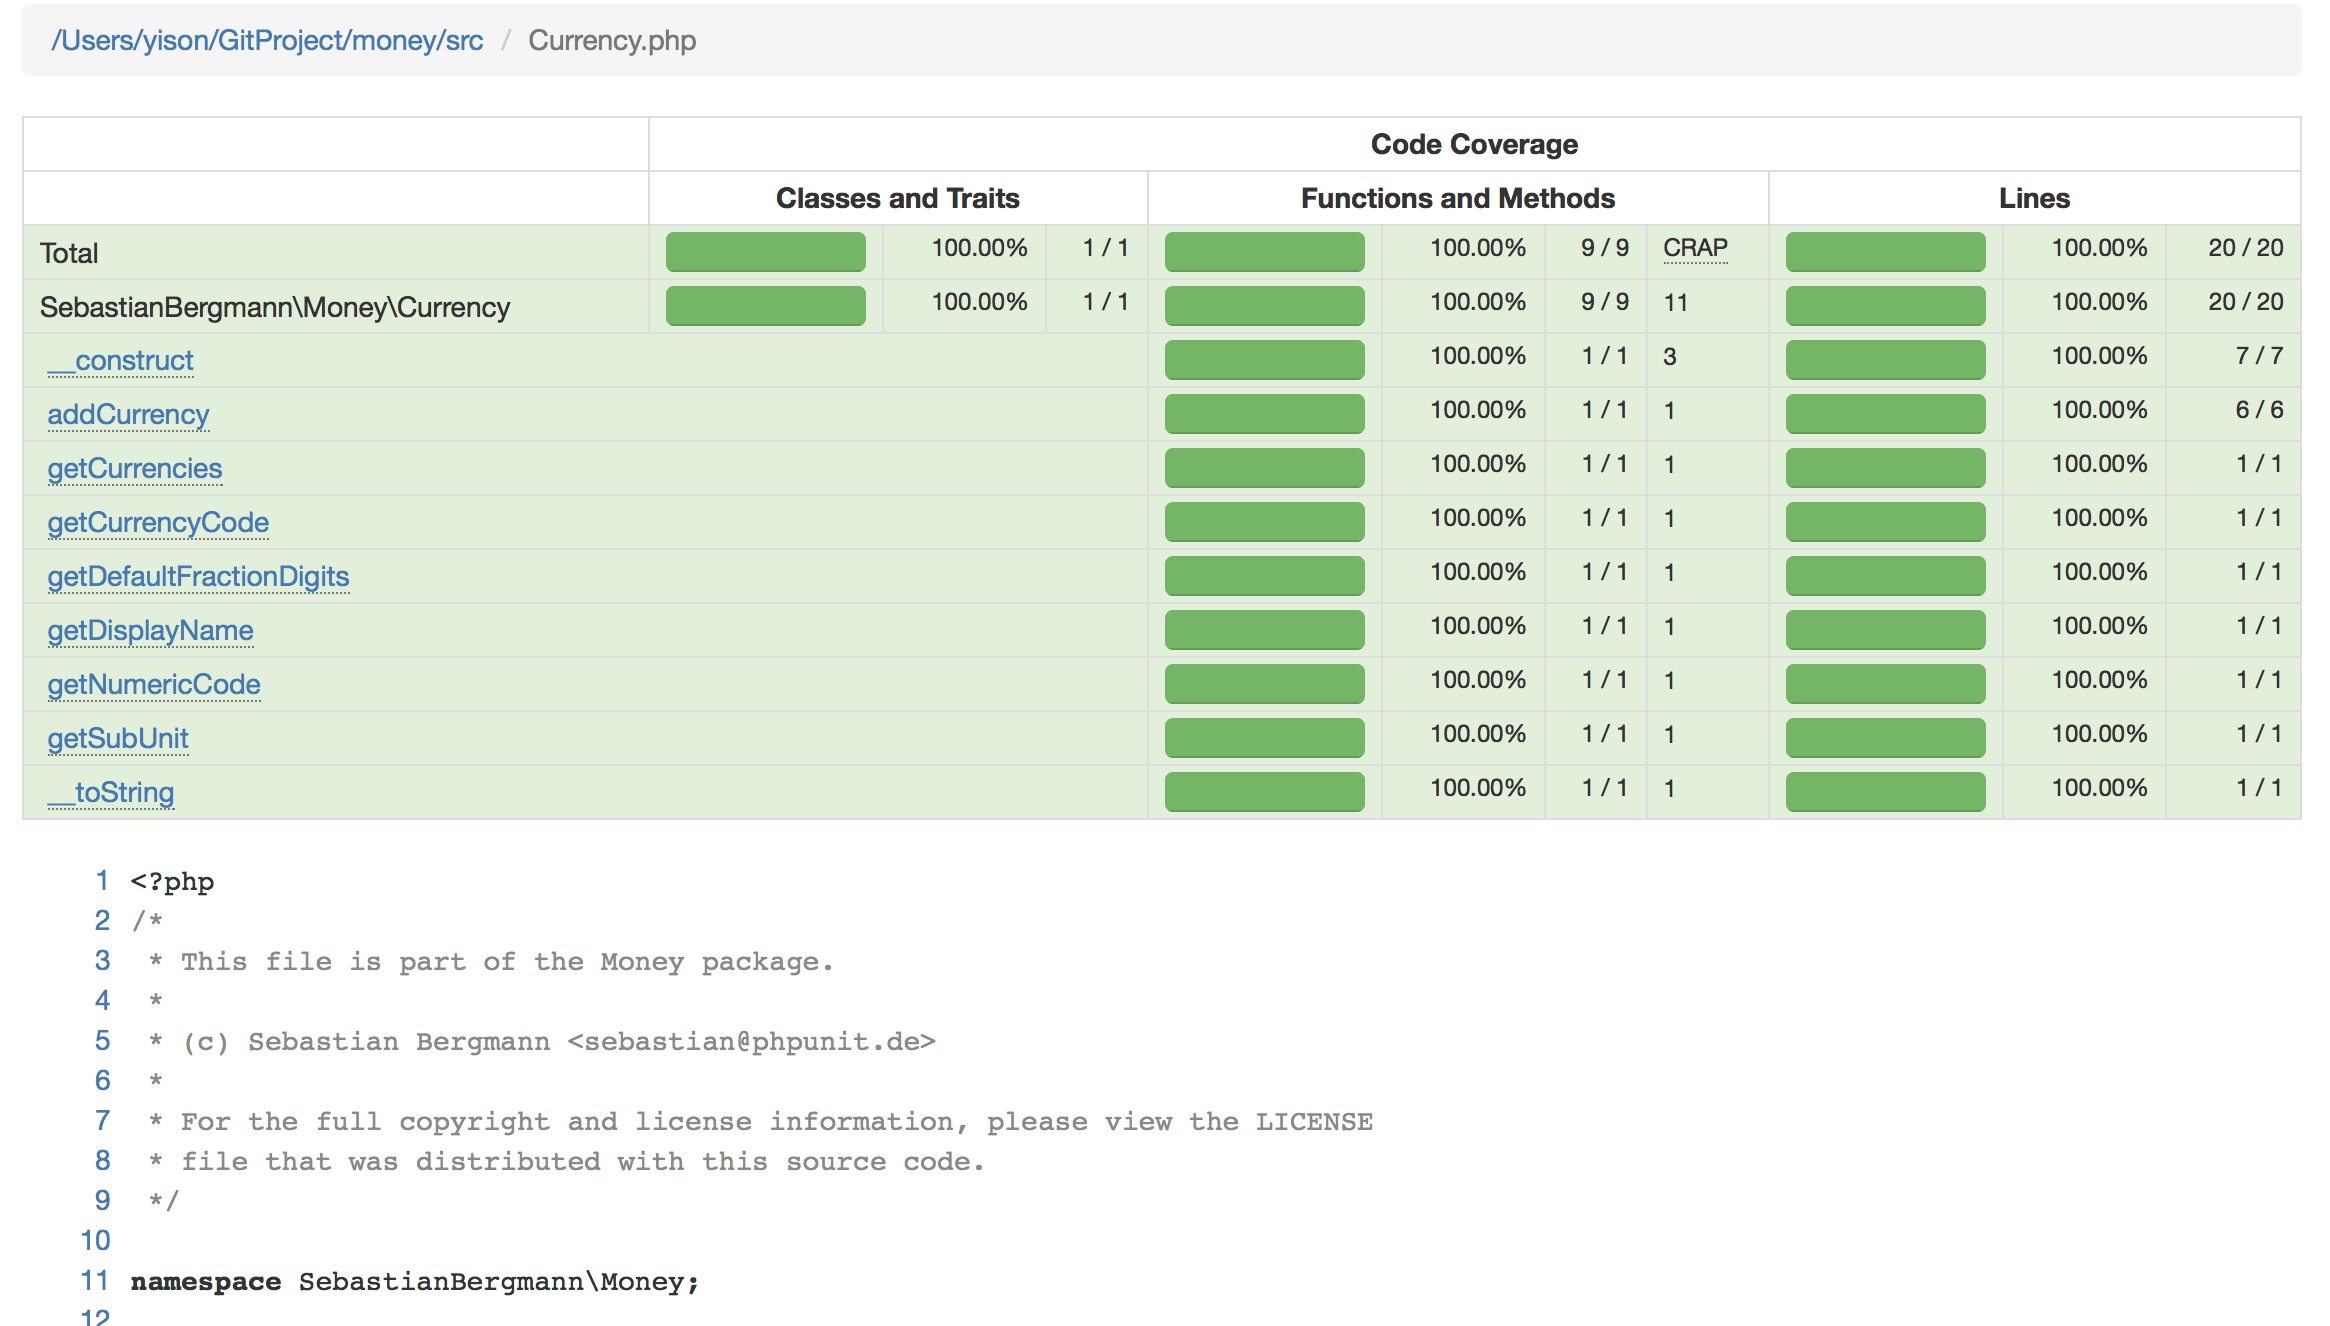 /Users/yison/GitProject/money/src / Currency.php
Code Coverage
Classes and Traits Functions and Methods Lines
Total 100.00% 1 / 1 100.00% 9 / 9 CRAP 100.00% 20 / 20
SebastianBergmann\Money\Currency 100.00% 1 / 1 100.00% 9 / 9 11 100.00% 20 / 20
__construct 100.00% 1 / 1 3 100.00% 7 / 7
addCurrency 100.00% 1 / 1 1 100.00% 6 / 6
getCurrencies 100.00% 1 / 1 1 100.00% 1 / 1
getCurrencyCode 100.00% 1 / 1 1 100.00% 1 / 1
getDefaultFractionDigits 100.00% 1 / 1 1 100.00% 1 / 1
getDisplayName 100.00% 1 / 1 1 100.00% 1 / 1
getNumericCode 100.00% 1 / 1 1 100.00% 1 / 1
getSubUnit 100.00% 1 / 1 1 100.00% 1 / 1
__toString 100.00% 1 / 1 1 100.00% 1 / 1
1 <?php
2 /*
3  * This file is part of the Money package.
4  *
5  * (c) Sebastian Bergmann <sebastian@phpunit.de>
6  *
7  * For the full copyright and license information, please view the LICENSE
8  * file that was distributed with this source code.
9  */
10
11 namespace SebastianBergmann\Money;
12